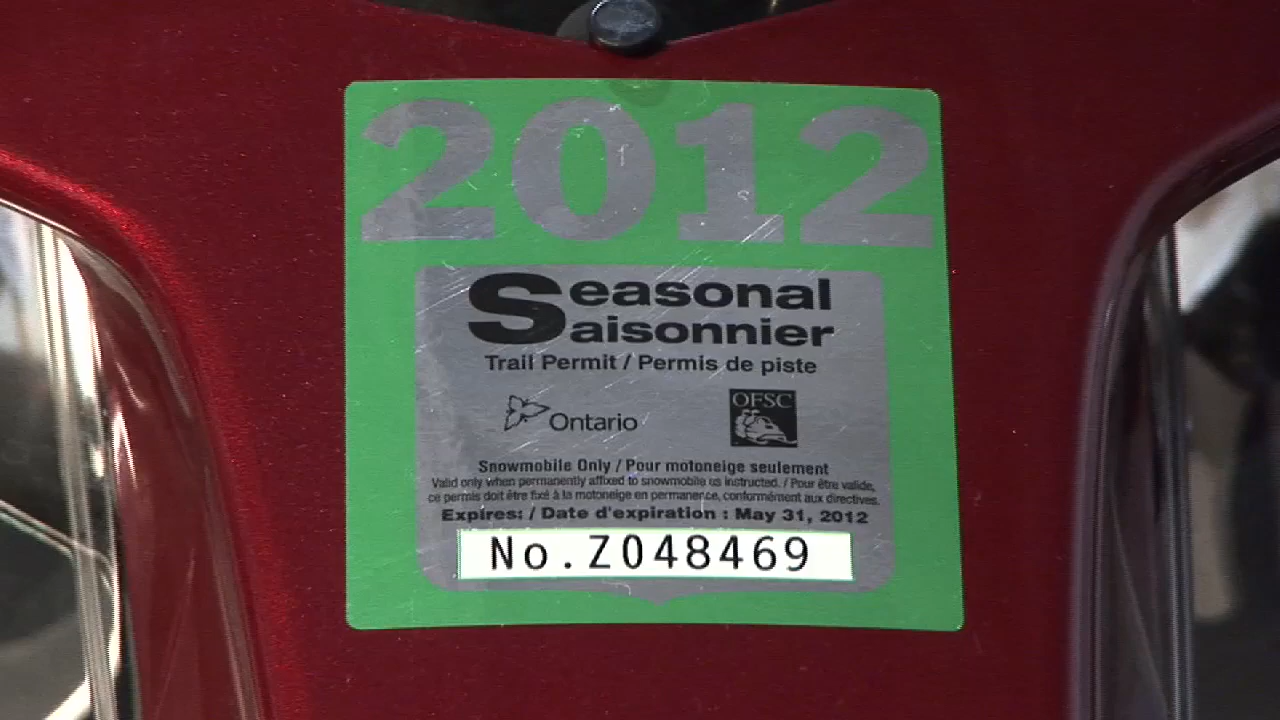 2012
Seasonal
Saisonnier
Trail Permit / Permis de piste
Ontario
OFSC
Snowmobile Only / Pour motoneige seulement
Valid only when permanently affixed to snowmobile as instructed. / Pour être valide,
ce permis doit être fixé à la motoneige en permanence, conformément aux directives.
Expires: / Date d'expiration : May 31, 2012
No.Z048469